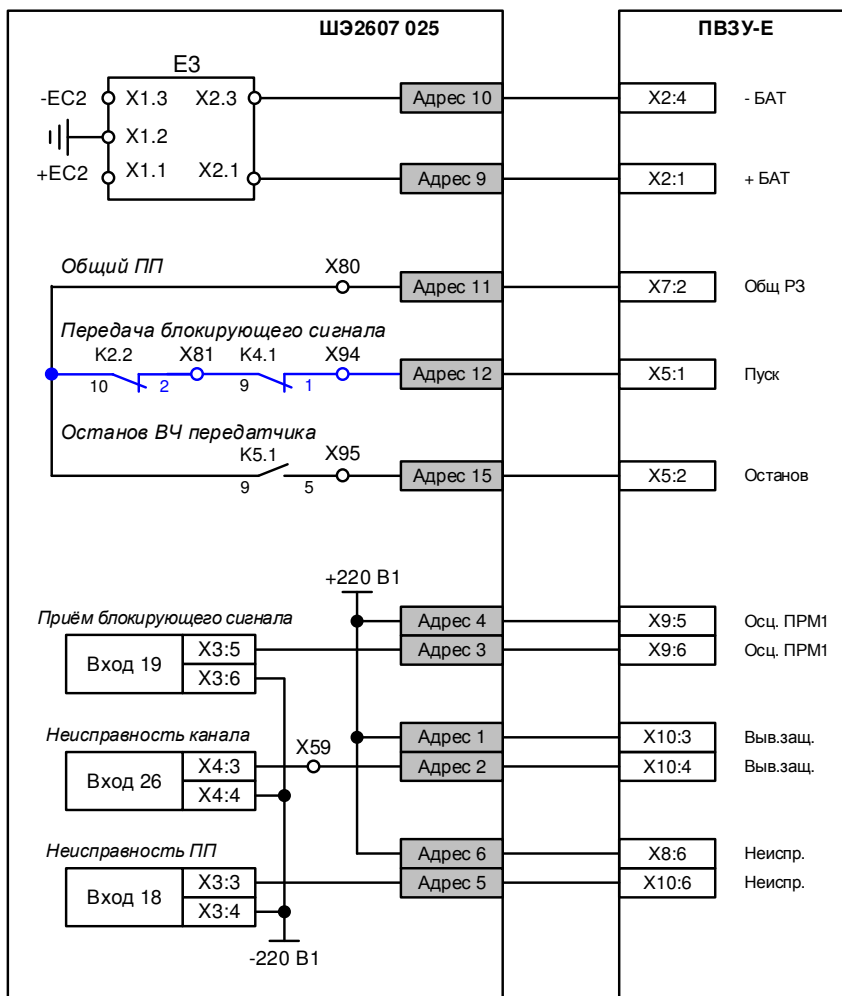 ШЭ2607 025
ПВЗУ-Е
E3
-EC2 X1.3 X2.3 Адрес 10 X2:4 - БАТ
X1.2
+EC2 X1.1 X2.1 Адрес 9 X2:1 + БАТ
Общий ПП X80 Адрес 11 X7:2 Общ РЗ
Передача блокирующего сигнала
K2.2 X81 K4.1 X94 Адрес 12 X5:1 Пуск
10 2 9 1
Останов ВЧ передатчика
K5.1 X95 Адрес 15 X5:2 Останов
9 5
+220 В1
Приём блокирующего сигнала Адрес 4 X9:5 Осц. ПРМ1
Вход 19 X3:5 Адрес 3 X9:6 Осц. ПРМ1
X3:6
Неисправность канала X59 Адрес 1 X10:3 Выв.защ.
Вход 26 X4:3 Адрес 2 X10:4 Выв.защ.
X4:4
Неисправность ПП Адрес 6 X8:6 Неиспр.
Вход 18 X3:3 Адрес 5 X10:6 Неиспр.
X3:4
-220 В1